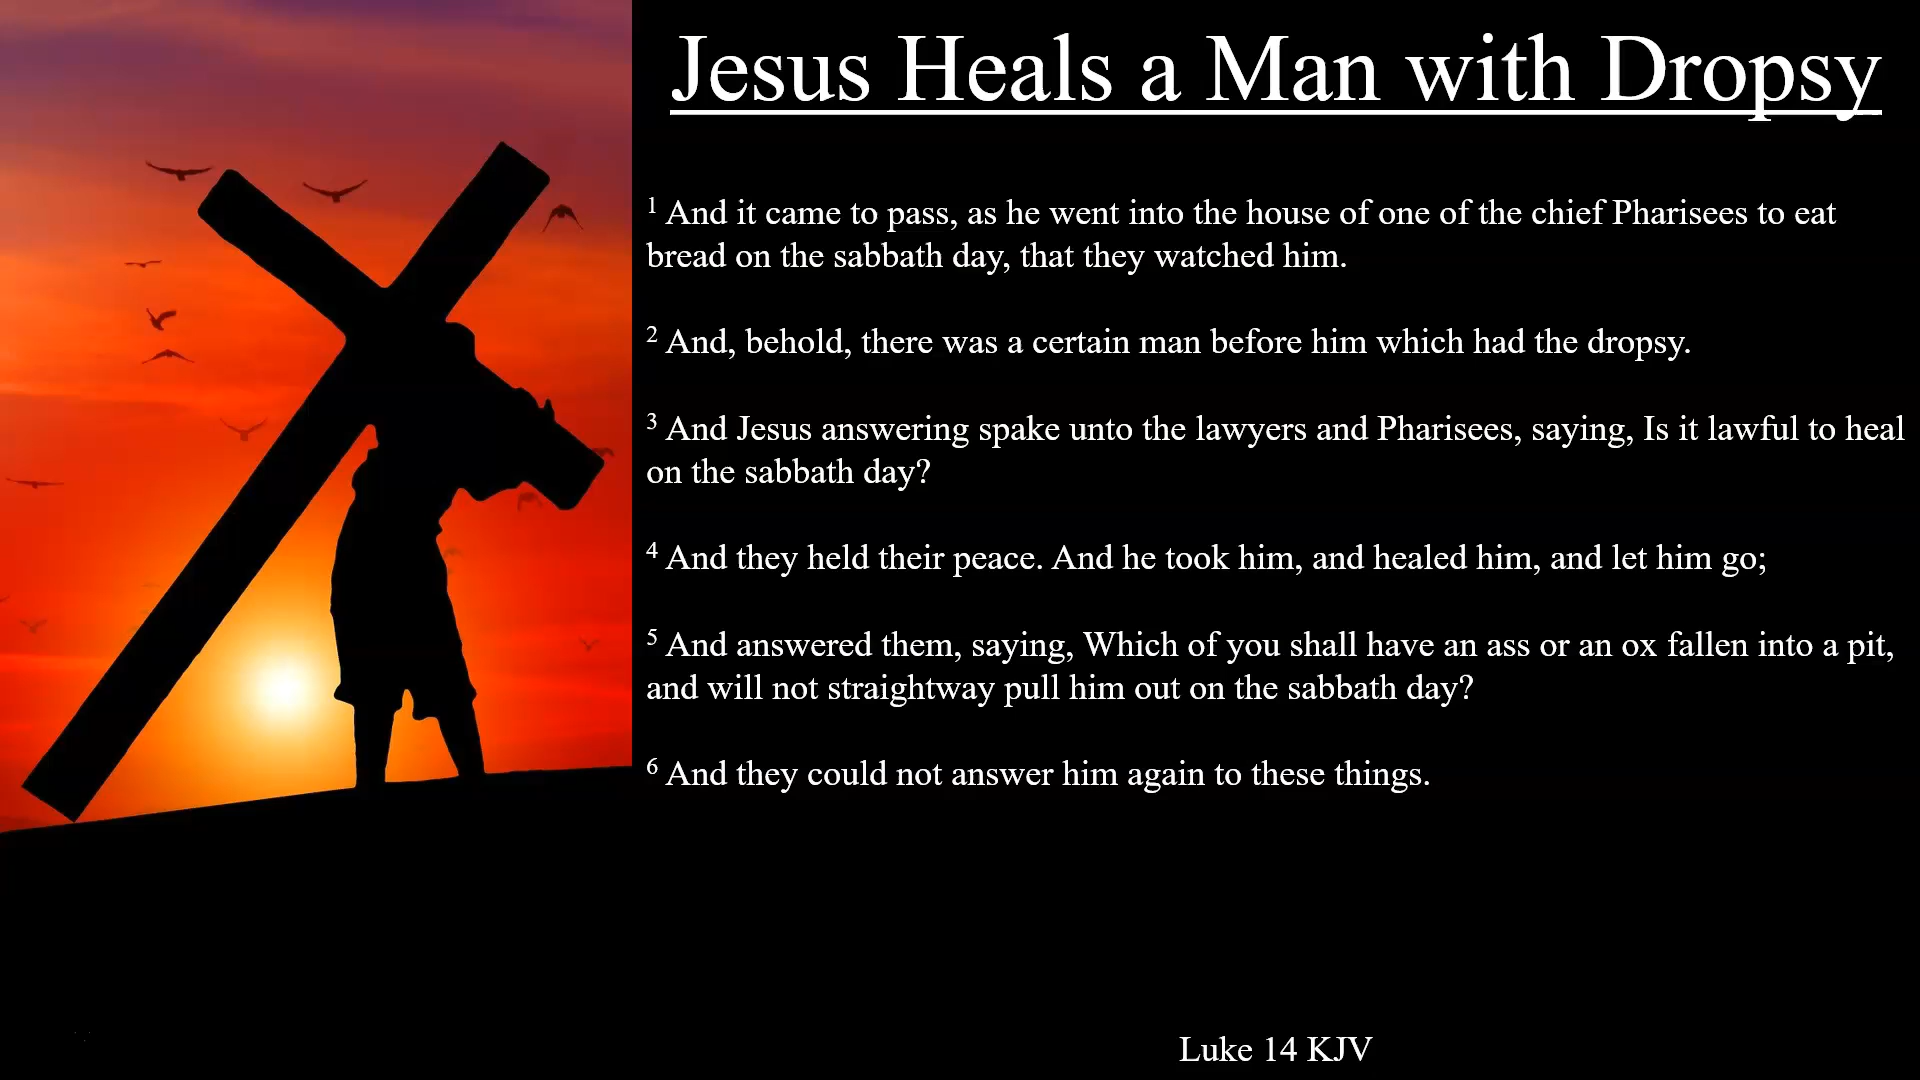 Jesus Heals a Man with Dropsy
1 And it came to pass, as he went into the house of one of the chief Pharisees to eat
bread on the sabbath day, that they watched him.
2 And, behold, there was a certain man before him which had the dropsy.
3 And Jesus answering spake unto the lawyers and Pharisees, saying, Is it lawful to heal
on the sabbath day?
4 And they held their peace. And he took him, and healed him, and let him go;
5 And answered them, saying, Which of you shall have an ass or an ox fallen into a pit,
and will not straightway pull him out on the sabbath day?
6 And they could not answer him again to these things.
Luke 14 KJV